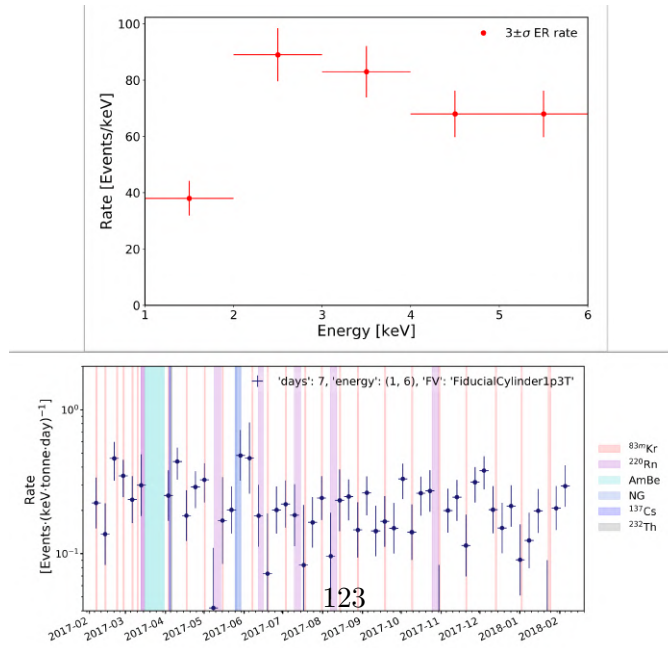 100
80
60
40
20
0
Rate [Events/keV]
3±σ ER rate
1 2 3 4 5 6
Energy [keV]
10⁰
10⁻¹
Rate
[Events·(keV·tonne·day)⁻¹]
'days': 7, 'energy': (1, 6), 'FV': 'FiducialCylinder1p3T'
⁸³ᵐKr
²²⁰Rn
AmBe
NG
¹³⁷Cs
²³²Th
123
2017-02 2017-03 2017-04 2017-05 2017-06 2017-07 2017-08 2017-09 2017-10 2017-11 2017-12 2018-01 2018-02